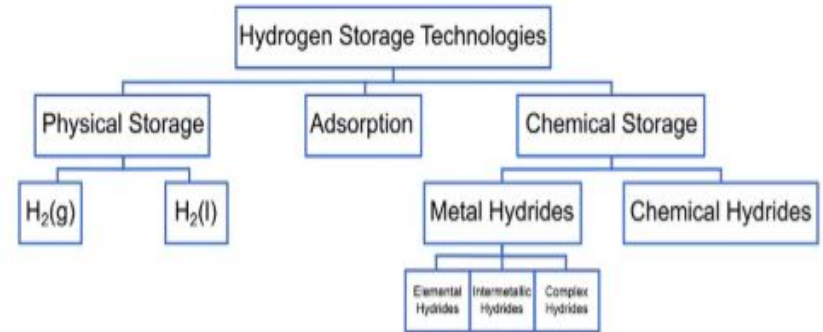 Hydrogen Storage Technologies
Physical Storage
Adsorption
Chemical Storage
H₂(g)
H₂(l)
Metal Hydrides
Chemical Hydrides
Elemental
Hydrides
Intermetallic
Hydrides
Complex
Hydrides